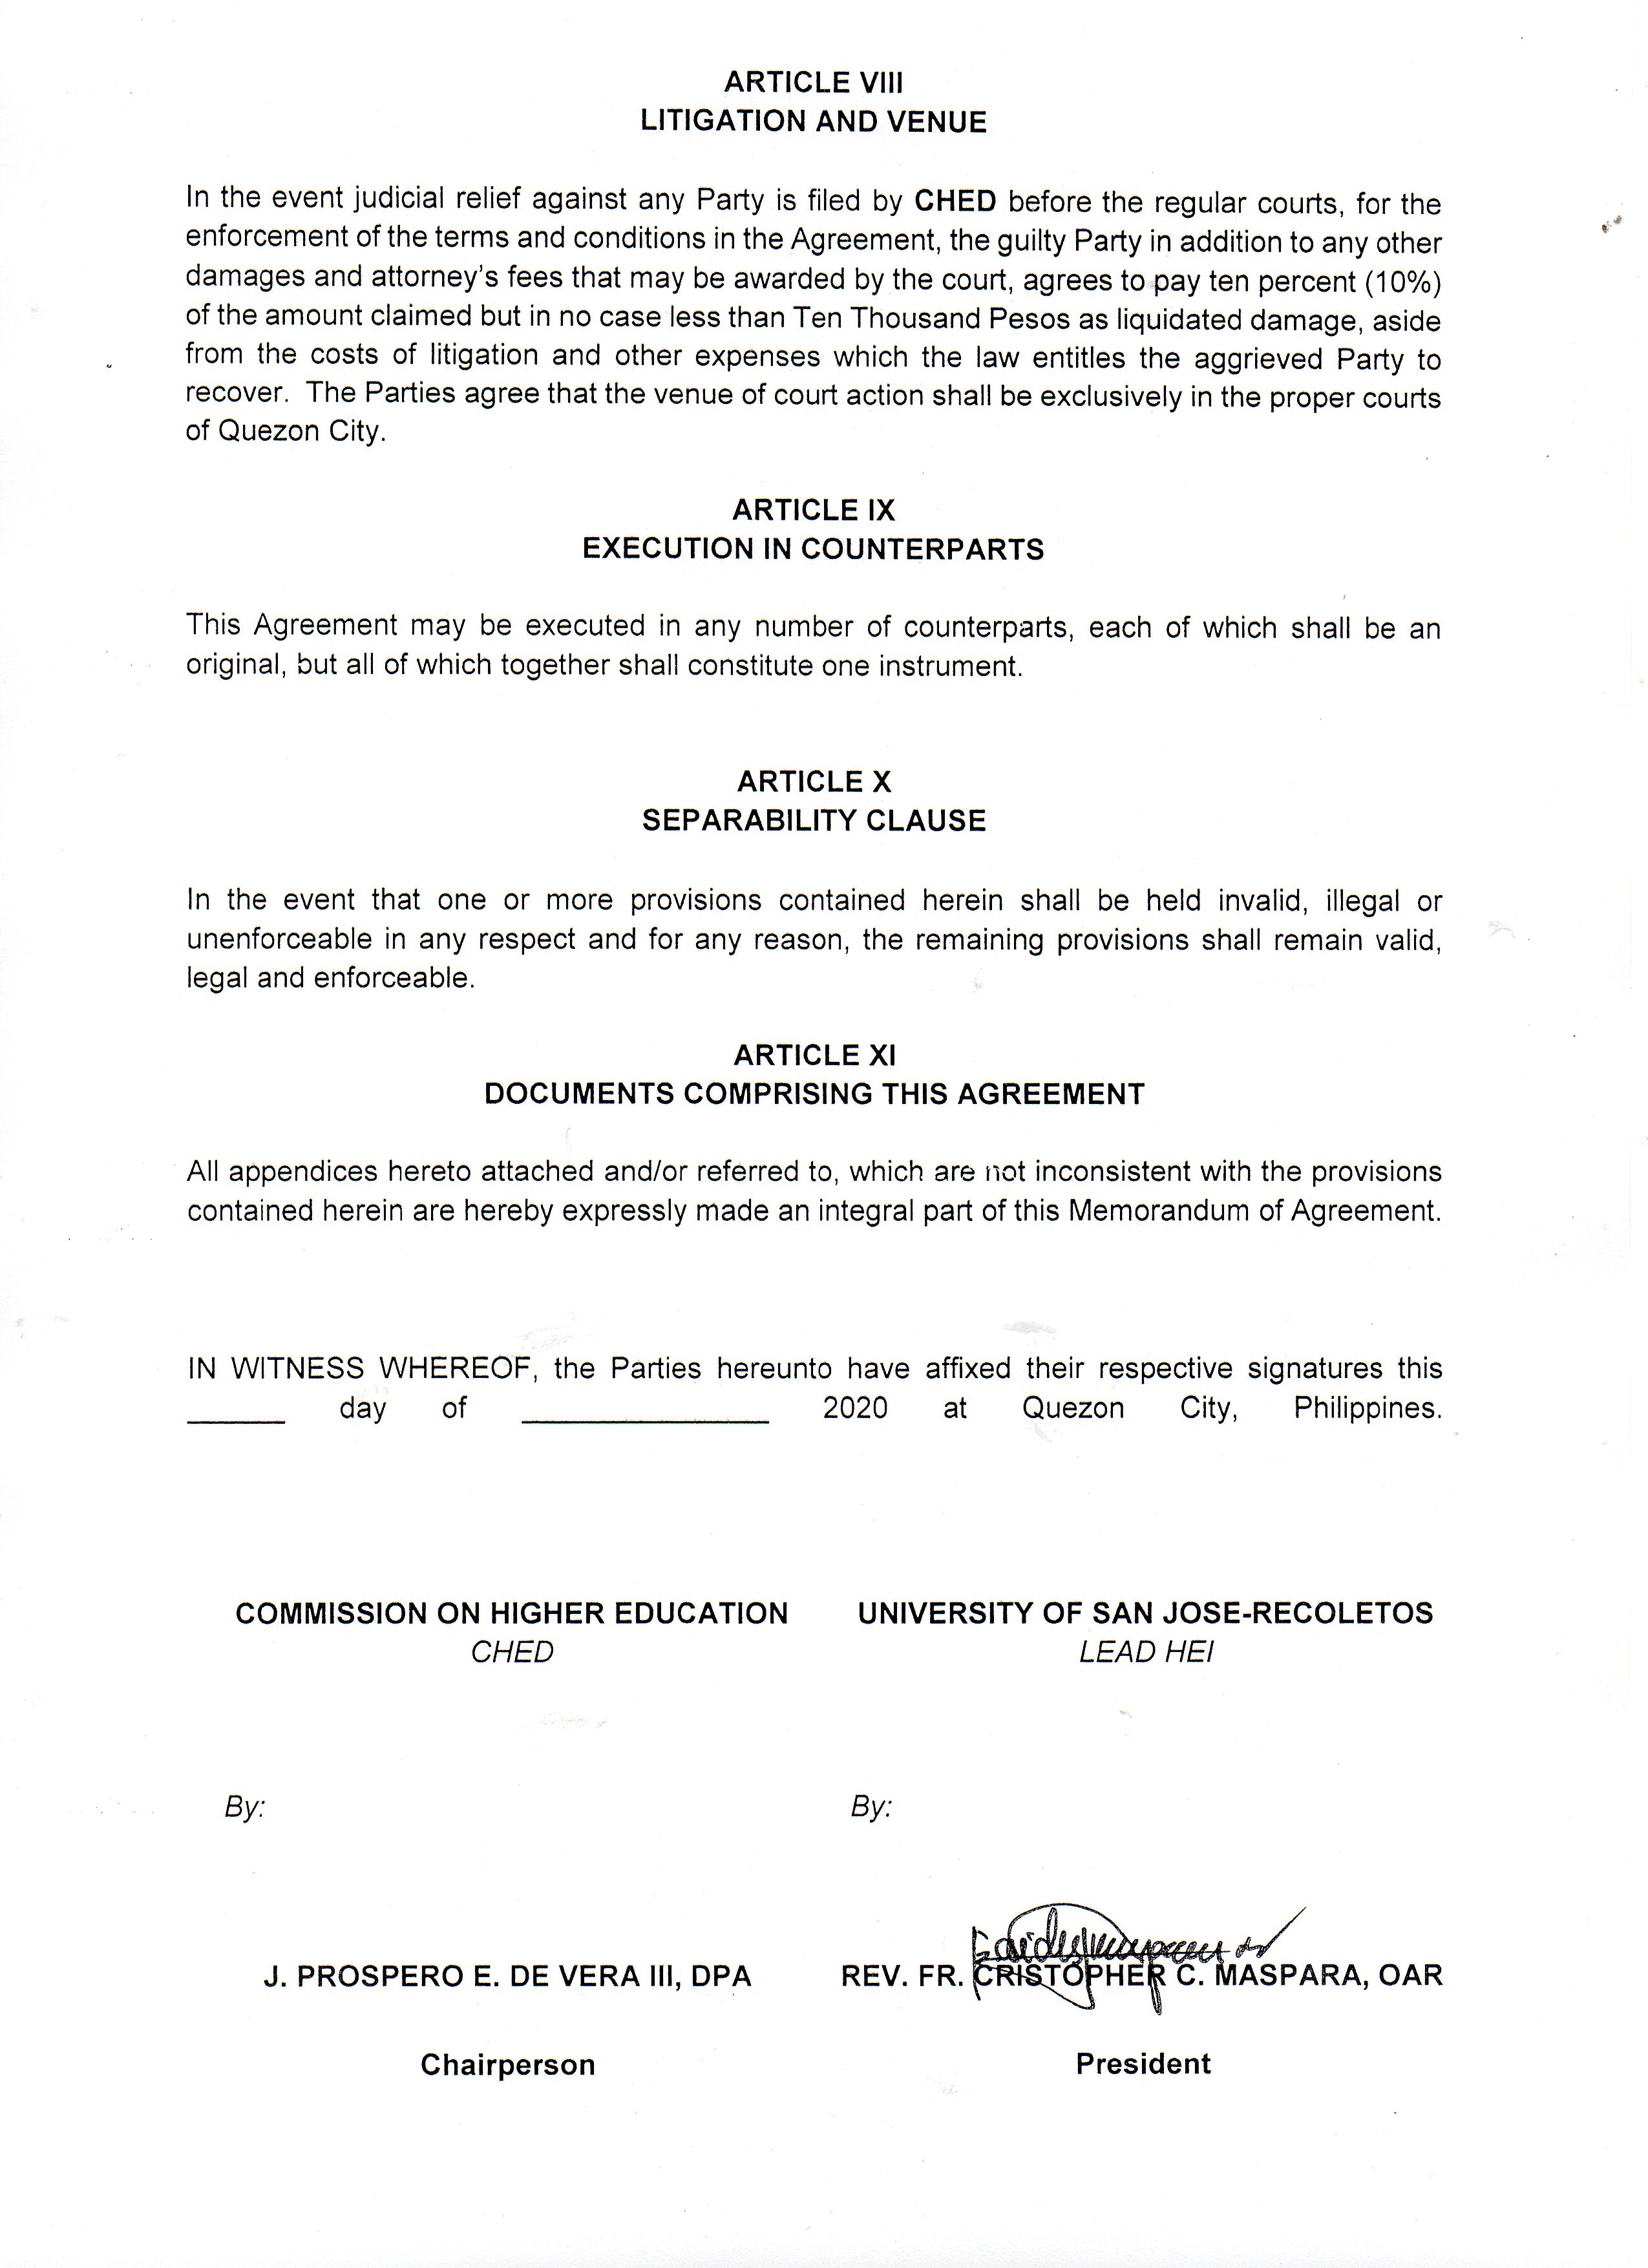 ARTICLE VIII
LITIGATION AND VENUE
In the event judicial relief against any Party is filed by CHED before the regular courts, for the
enforcement of the terms and conditions in the Agreement, the guilty Party in addition to any other
damages and attorney's fees that may be awarded by the court, agrees to pay ten percent (10%)
of the amount claimed but in no case less than Ten Thousand Pesos as liquidated damage, aside
from the costs of litigation and other expenses which the law entitles the aggrieved Party to
recover. The Parties agree that the venue of court action shall be exclusively in the proper courts
of Quezon City.
ARTICLE IX
EXECUTION IN COUNTERPARTS
This Agreement may be executed in any number of counterparts, each of which shall be an
original, but all of which together shall constitute one instrument.
ARTICLE X
SEPARABILITY CLAUSE
In the event that one or more provisions contained herein shall be held invalid, illegal or
unenforceable in any respect and for any reason, the remaining provisions shall remain valid,
legal and enforceable.
ARTICLE XI
DOCUMENTS COMPRISING THIS AGREEMENT
All appendices hereto attached and/or referred to, which are not inconsistent with the provisions
contained herein are hereby expressly made an integral part of this Memorandum of Agreement.
IN WITNESS WHEREOF, the Parties hereunto have affixed their respective signatures this
______ day of _______________ 2020 at Quezon City, Philippines.
COMMISSION ON HIGHER EDUCATION UNIVERSITY OF SAN JOSE-RECOLETOS
CHED LEAD HEI
By: By:
J. PROSPERO E. DE VERA III, DPA REV. FR. CRISTOPHER C. MASPARA, OAR
Chairperson President